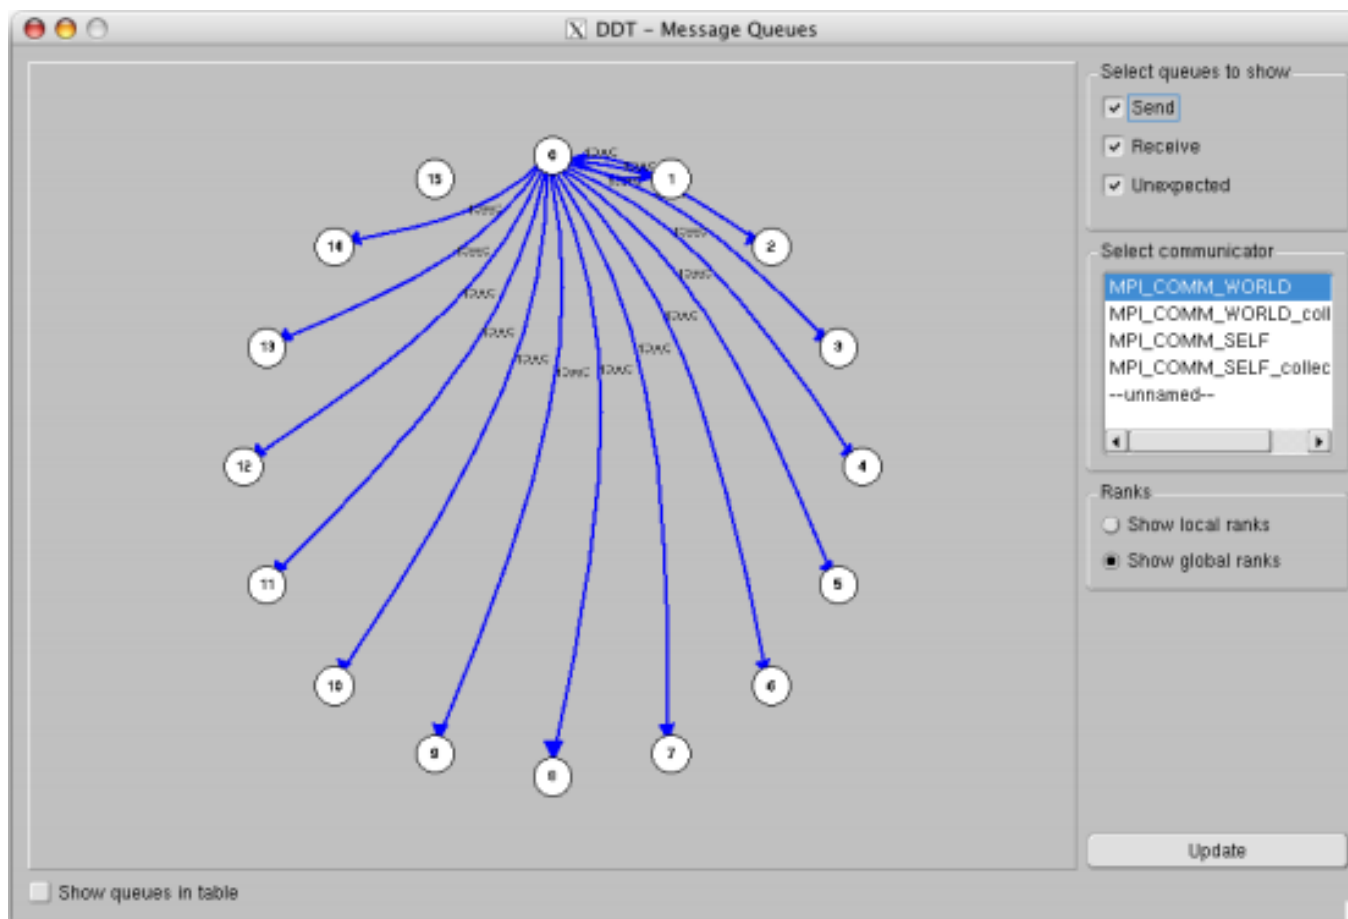 X DDT – Message Queues
Select queues to show
Send
Receive
Unexpected
Select communicator
MPI_COMM_WORLD
MPI_COMM_WORLD_coll
MPI_COMM_SELF
MPI_COMM_SELF_collec
--unnamed--
Ranks
Show local ranks
Show global ranks
Update
Show queues in table
0
15
1
14
2
13
3
12
4
11
5
10
6
9
8
7